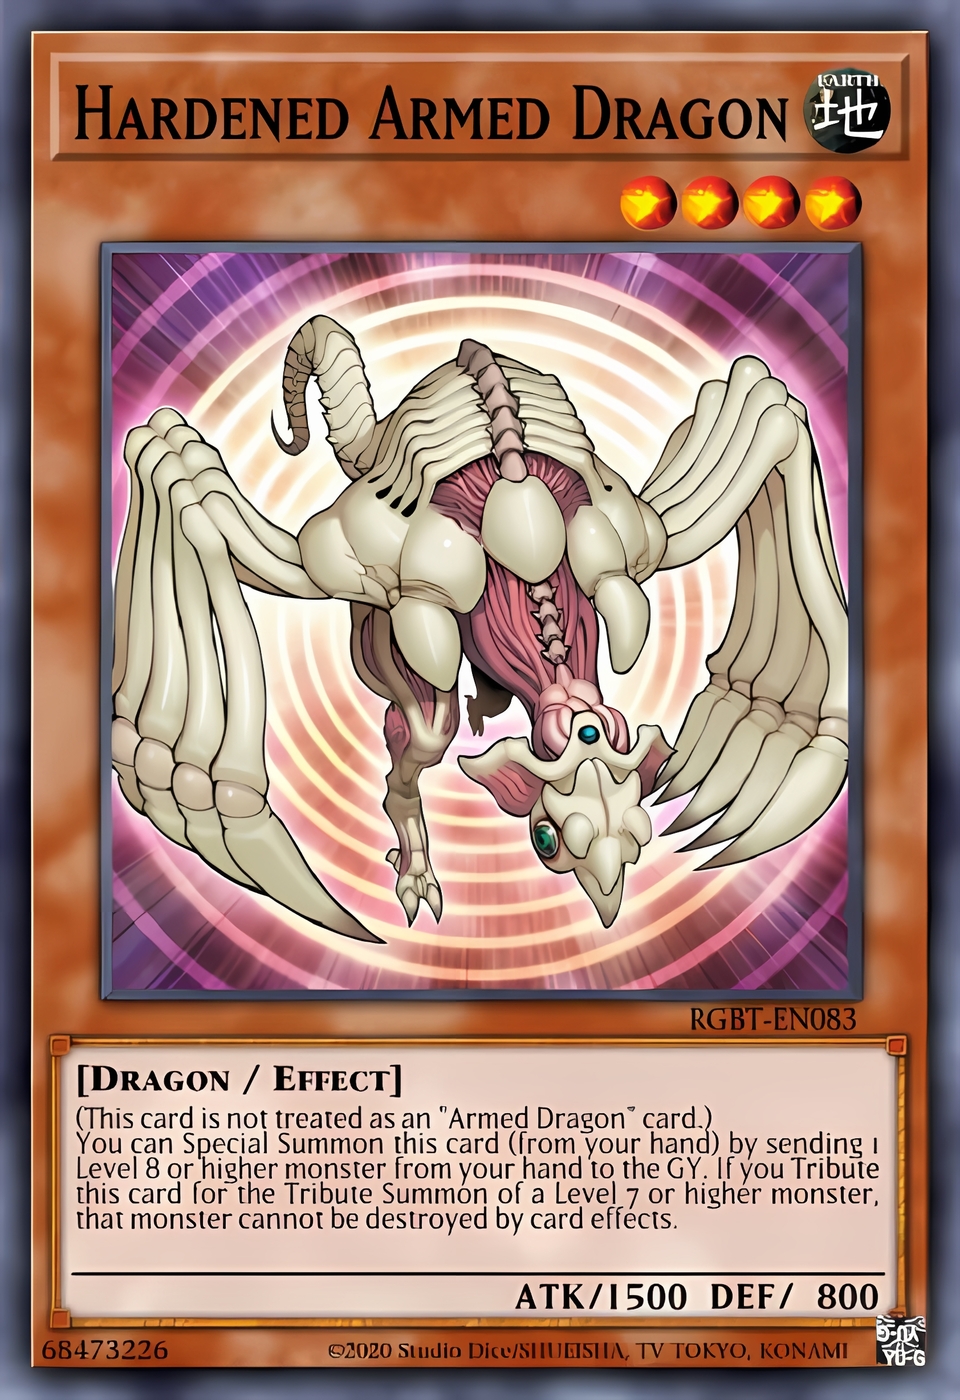 HARDENED ARMED DRAGON
EARTH
地
RGBT-EN083
[DRAGON / EFFECT]
(This card is not treated as an "Armed Dragon" card.)
You can Special Summon this card (from your hand) by sending 1
Level 8 or higher monster from your hand to the GY. If you Tribute
this card for the Tribute Summon of a Level 7 or higher monster,
that monster cannot be destroyed by card effects.
ATK/1500 DEF/ 800
68473226
©2020 Studio Dice/SHUEISHA, TV TOKYO, KONAMI